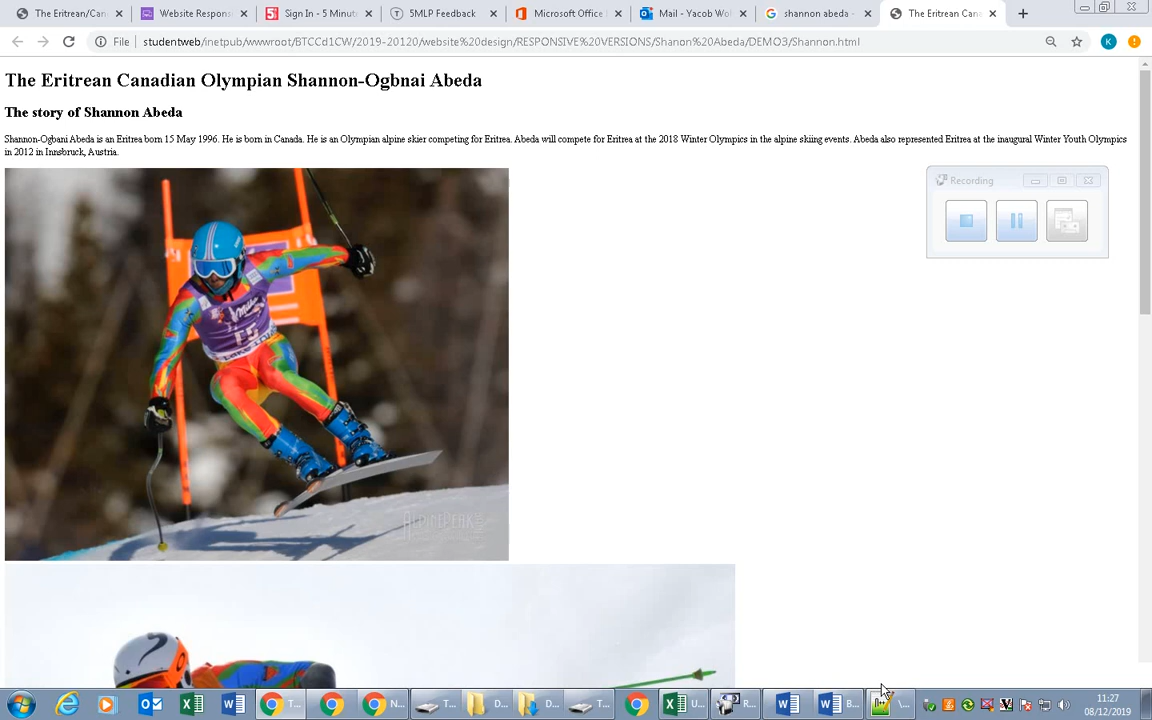 The Eritrean/Can
Website Respons
Sign In - 5 Minut
5MLP Feedback
Microsoft Office
Mail - Yacob Wol
shannon abeda -
The Eritrean Can
File
studentweb/inetpub/wwwroot/BTCCd1CW/2019-20120/website%20design/RESPONSIVE%20VERSIONS/Shanon%20Abeda/DEMO3/Shannon.html
K
The Eritrean Canadian Olympian Shannon-Ogbnai Abeda
The story of Shannon Abeda
Shannon-Ogbani Abeda is an Eritrea born 15 May 1996. He is born in Canada. He is an Olympian alpine skier competing for Eritrea. Abeda will compete for Eritrea at the 2018 Winter Olympics in the alpine skiing events. Abeda also represented Eritrea at the inaugural Winter Youth Olympics
in 2012 in Innsbruck, Austria.
Recording
ALPINEPEAK
T...
N...
T...
D...
D...
T...
U...
R...
B...
\...
11:27
08/12/2019